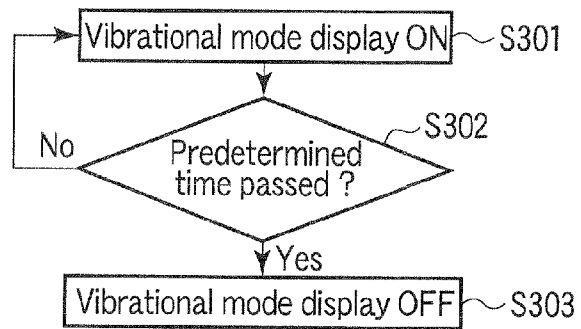 Vibrational mode display ON
S301
S302
Predetermined
time passed ?
No
Yes
Vibrational mode display OFF
S303